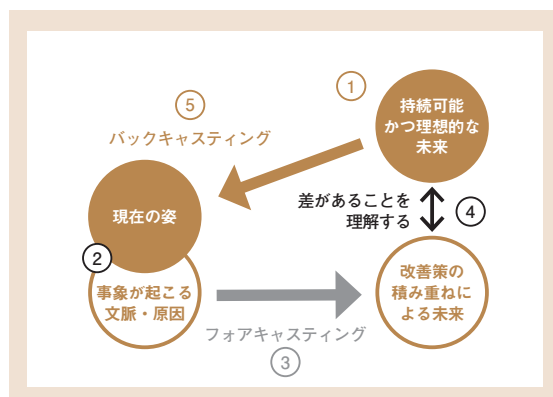 ①
持続可能
かつ理想的な
未来
⑤
バックキャスティング
現在の姿
②
事象が起こる
文脈・原因
フォアキャスティング
③
差があることを
理解する
④
改善策の
積み重ねに
よる未来